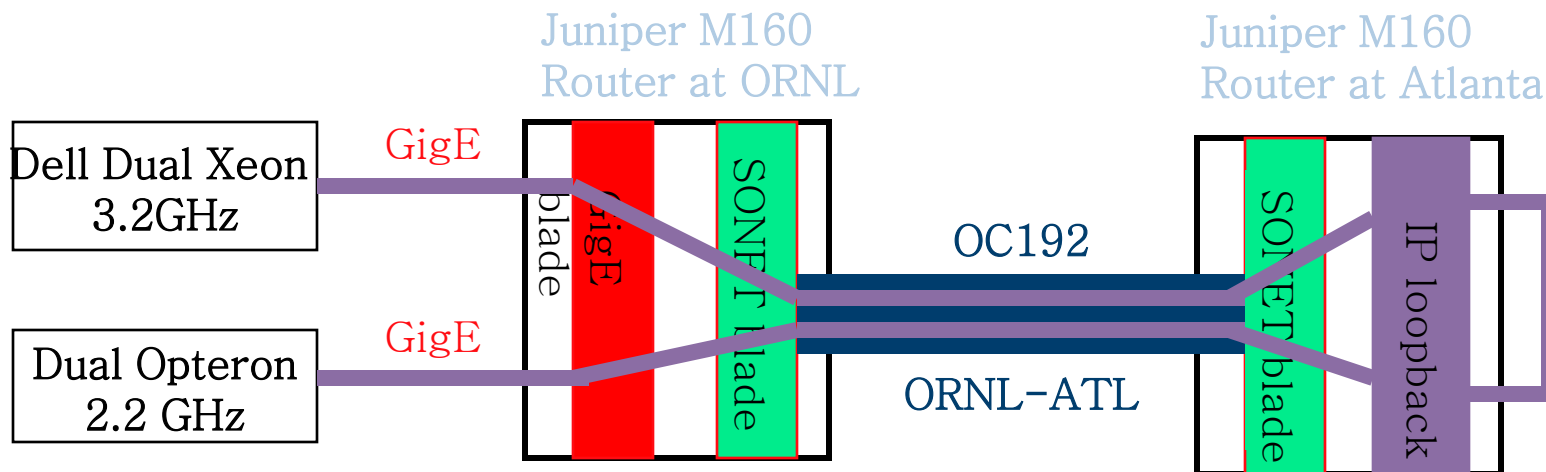 Juniper M160
Router at ORNL
Juniper M160
Router at Atlanta
Dell Dual Xeon
3.2GHz
GigE
GigE
blade
SONET blade
OC192
SONET blade
IP loopback
Dual Opteron
2.2 GHz
GigE
ORNL-ATL